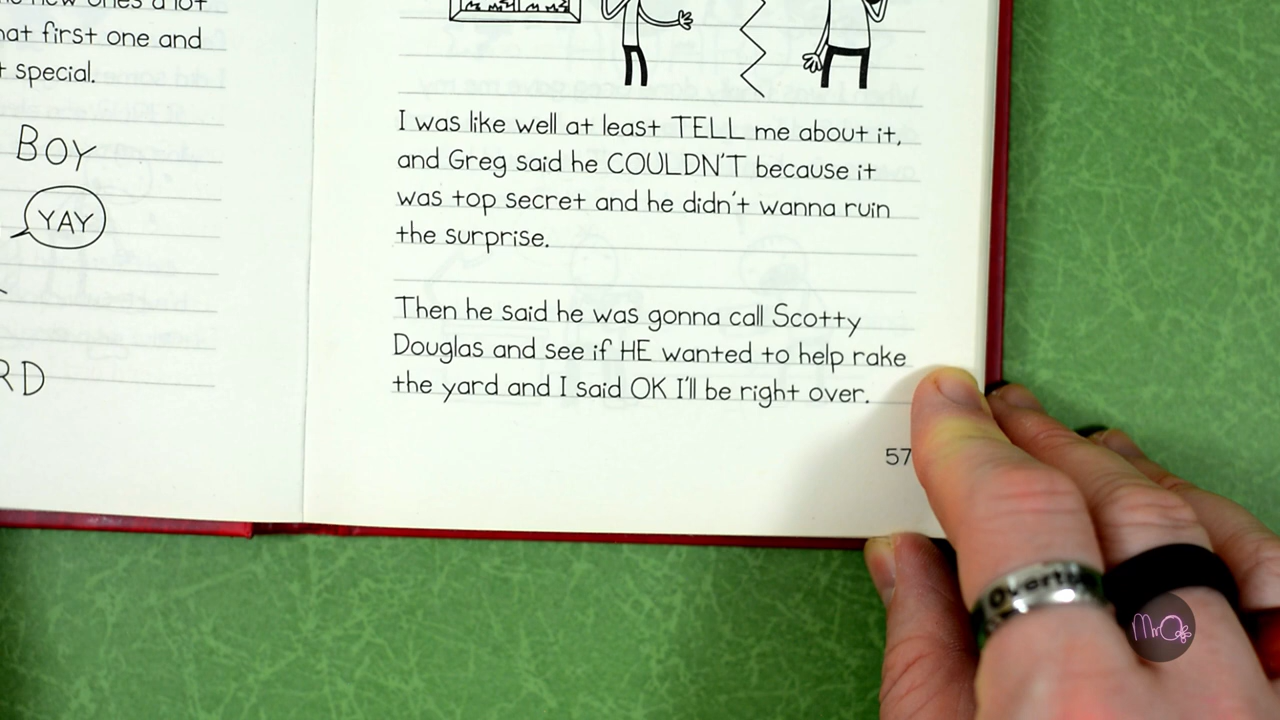 nat first one and
special.
BOY
YAY
RD
I was like well at least TELL me about it,
and Greg said he COULDN'T because it
was top secret and he didn't wanna ruin
the surprise.
Then he said he was gonna call Scotty
Douglas and see if HE wanted to help rake
the yard and I said OK I'll be right over.
57
MrQ